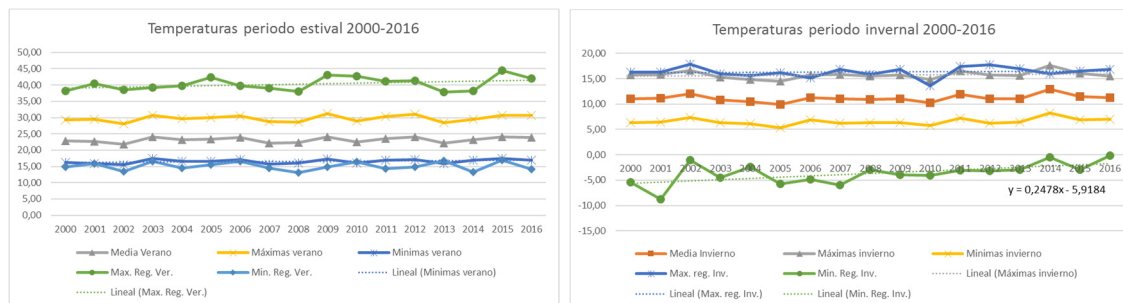 Temperaturas periodo estival 2000-2016
50,00
45,00
40,00
35,00
30,00
25,00
20,00
15,00
10,00
5,00
0,00
2000 2001 2002 2003 2004 2005 2006 2007 2008 2009 2010 2011 2012 2013 2014 2015 2016
Media Verano Máximas verano Minimas verano
Max. Reg. Ver. Min. Reg. Ver. Lineal (Minimas verano)
Lineal (Max. Reg. Ver.)
Temperaturas periodo invernal 2000-2016
20,00
15,00
10,00
5,00
0,00
-5,00
-10,00
-15,00
2000 2001 2002 2003 2004 2005 2006 2007 2008 2009 2010 2011 2012 2013 2014 2015 2016
y = 0,2478x - 5,9184
Media Invierno Máximas invierno Minimas invierno
Max. reg. Inv. Min. Reg. Inv. Lineal (Máximas invierno)
Lineal (Max. reg. Inv.) Lineal (Min. Reg. Inv.)